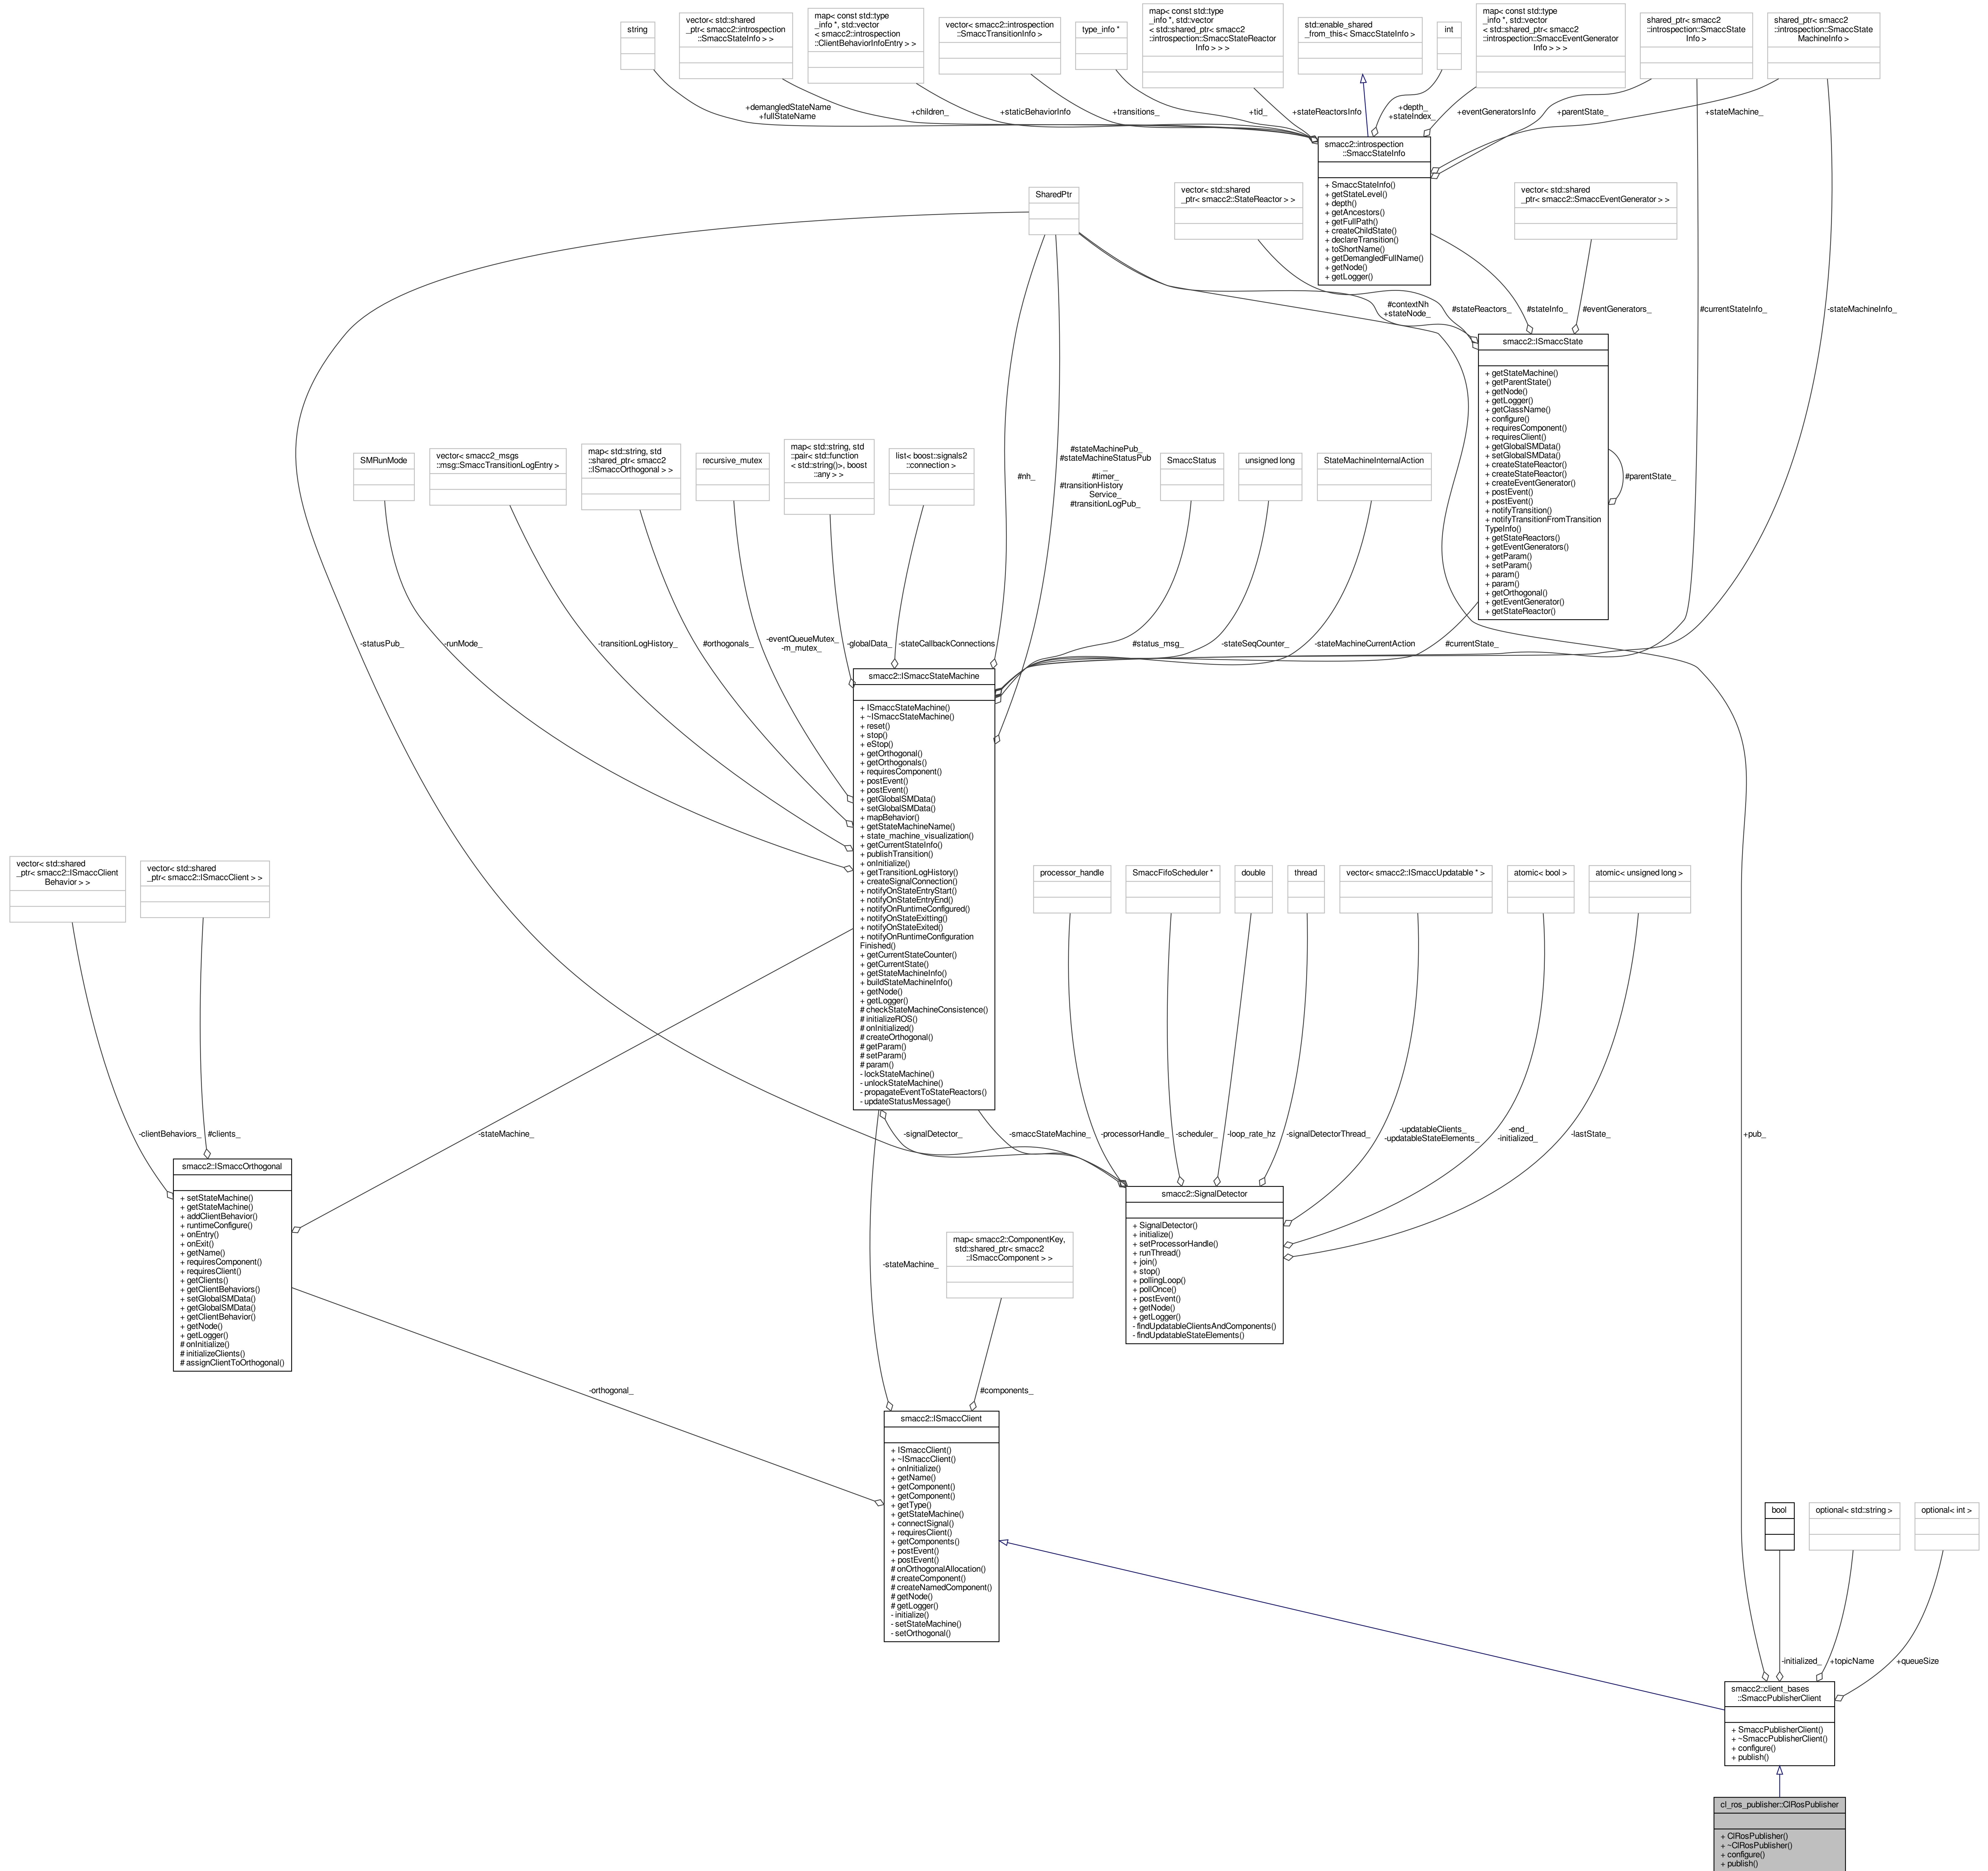 string
vector< std::shared
_ptr< smacc2::introspection
::SmaccStateInfo > >
map< const std::type
_info *, std::vector
< smacc2::introspection
::ClientBehaviorInfoEntry > >
vector< smacc2::introspection
::SmaccTransitionInfo >
type_info *
map< const std::type
_info *, std::vector
< std::shared_ptr< smacc2
::introspection::SmaccStateReactor
Info > > >
std::enable_shared
_from_this< SmaccStateInfo >
int
map< const std::type
_info *, std::vector
< std::shared_ptr< smacc2
::introspection::SmaccEventGenerator
Info > > >
shared_ptr< smacc2
::introspection::SmaccState
Info >
shared_ptr< smacc2
::introspection::SmaccState
MachineInfo >
+demangledStateName
+fullStateName
+children_
+staticBehaviorInfo
+transitions_
+tid_
+stateReactorsInfo
+depth_
+stateIndex_
+eventGeneratorsInfo
+parentState_
+stateMachine_
smacc2::introspection
::SmaccStateInfo
+ SmaccStateInfo()
+ getStateLevel()
+ depth()
+ getAncestors()
+ getFullPath()
+ createChildState()
+ declareTransition()
+ toShortName()
+ getDemangledFullName()
+ getNode()
+ getLogger()
SharedPtr
vector< std::shared
_ptr< smacc2::StateReactor > >
vector< std::shared
_ptr< smacc2::SmaccEventGenerator > >
#contextNh
+stateNode_
#stateReactors_
#stateInfo_
#eventGenerators_
#currentStateInfo_
-stateMachineInfo_
smacc2::ISmaccState
+ getStateMachine()
+ getParentState()
+ getNode()
+ getLogger()
+ getClassName()
+ configure()
+ requiresComponent()
+ requiresClient()
+ getGlobalSMData()
+ setGlobalSMData()
+ createStateReactor()
+ createStateReactor()
+ createEventGenerator()
+ postEvent()
+ postEvent()
+ notifyTransition()
+ notifyTransitionFromTransition
TypeInfo()
+ getStateReactors()
+ getEventGenerators()
+ getParam()
+ setParam()
+ param()
+ param()
+ getOrthogonal()
+ getEventGenerator()
+ getStateReactor()
#parentState_
SMRunMode
vector< smacc2_msgs
::msg::SmaccTransitionLogEntry >
map< std::string, std
::shared_ptr< smacc2
::ISmaccOrthogonal > >
recursive_mutex
map< std::string, std
::pair< std::function
< std::string()>, boost
::any > >
list< boost::signals2
::connection >
#nh_
#stateMachinePub_
#stateMachineStatusPub
_
#timer_
#transitionHistory
Service_
#transitionLogPub_
SmaccStatus
unsigned long
StateMachineInternalAction
-statusPub_
-runMode_
-transitionLogHistory_
#orthogonals_
-eventQueueMutex_
-m_mutex_
-globalData_
-stateCallbackConnections
#status_msg_
-stateSeqCounter_
-stateMachineCurrentAction
#currentState_
smacc2::ISmaccStateMachine
+ ISmaccStateMachine()
+ ~ISmaccStateMachine()
+ reset()
+ stop()
+ eStop()
+ getOrthogonal()
+ getOrthogonals()
+ requiresComponent()
+ postEvent()
+ postEvent()
+ getGlobalSMData()
+ setGlobalSMData()
+ mapBehavior()
+ getStateMachineName()
+ state_machine_visualization()
+ getCurrentStateInfo()
+ publishTransition()
+ onInitialize()
+ getTransitionLogHistory()
+ createSignalConnection()
+ notifyOnStateEntryStart()
+ notifyOnStateEntryEnd()
+ notifyOnRuntimeConfigured()
+ notifyOnStateExitting()
+ notifyOnStateExited()
+ notifyOnRuntimeConfiguration
Finished()
+ getCurrentStateCounter()
+ getCurrentState()
+ getStateMachineInfo()
+ buildStateMachineInfo()
+ getNode()
+ getLogger()
# checkStateMachineConsistence()
# initializeROS()
# onInitialized()
# createOrthogonal()
# getParam()
# setParam()
# param()
- lockStateMachine()
- unlockStateMachine()
- propagateEventToStateReactors()
- updateStatusMessage()
vector< std::shared
_ptr< smacc2::ISmaccClient
Behavior > >
vector< std::shared
_ptr< smacc2::ISmaccClient > >
processor_handle
SmaccFifoScheduler *
double
thread
vector< smacc2::ISmaccUpdatable * >
atomic< bool >
atomic< unsigned long >
-clientBehaviors_
#clients_
-stateMachine_
-signalDetector_
-smaccStateMachine_
-processorHandle_
-scheduler_
-loop_rate_hz
-signalDetectorThread_
-updatableClients_
-updatableStateElements_
-end_
-initialized_
-lastState_
+pub_
smacc2::ISmaccOrthogonal
+ setStateMachine()
+ getStateMachine()
+ addClientBehavior()
+ runtimeConfigure()
+ onEntry()
+ onExit()
+ getName()
+ requiresComponent()
+ requiresClient()
+ getClients()
+ getClientBehaviors()
+ setGlobalSMData()
+ getGlobalSMData()
+ getClientBehavior()
+ getNode()
+ getLogger()
# onInitialize()
# initializeClients()
# assignClientToOrthogonal()
smacc2::SignalDetector
+ SignalDetector()
+ initialize()
+ setProcessorHandle()
+ runThread()
+ join()
+ stop()
+ pollingLoop()
+ pollOnce()
+ postEvent()
+ getNode()
+ getLogger()
- findUpdatableClientsAndComponents()
- findUpdatableStateElements()
-stateMachine_
map< smacc2::ComponentKey,
std::shared_ptr< smacc2
::ISmaccComponent > >
-orthogonal_
#components_
smacc2::ISmaccClient
+ ISmaccClient()
+ ~ISmaccClient()
+ onInitialize()
+ getName()
+ getComponent()
+ getComponent()
+ getType()
+ getStateMachine()
+ connectSignal()
+ requiresClient()
+ getComponents()
+ postEvent()
+ postEvent()
# onOrthogonalAllocation()
# createComponent()
# createNamedComponent()
# getNode()
# getLogger()
- initialize()
- setStateMachine()
- setOrthogonal()
bool
optional< std::string >
optional< int >
-initialized_
+topicName
+queueSize
smacc2::client_bases
::SmaccPublisherClient
+ SmaccPublisherClient()
+ ~SmaccPublisherClient()
+ configure()
+ publish()
cl_ros_publisher::ClRosPublisher
+ ClRosPublisher()
+ ~ClRosPublisher()
+ configure()
+ publish()